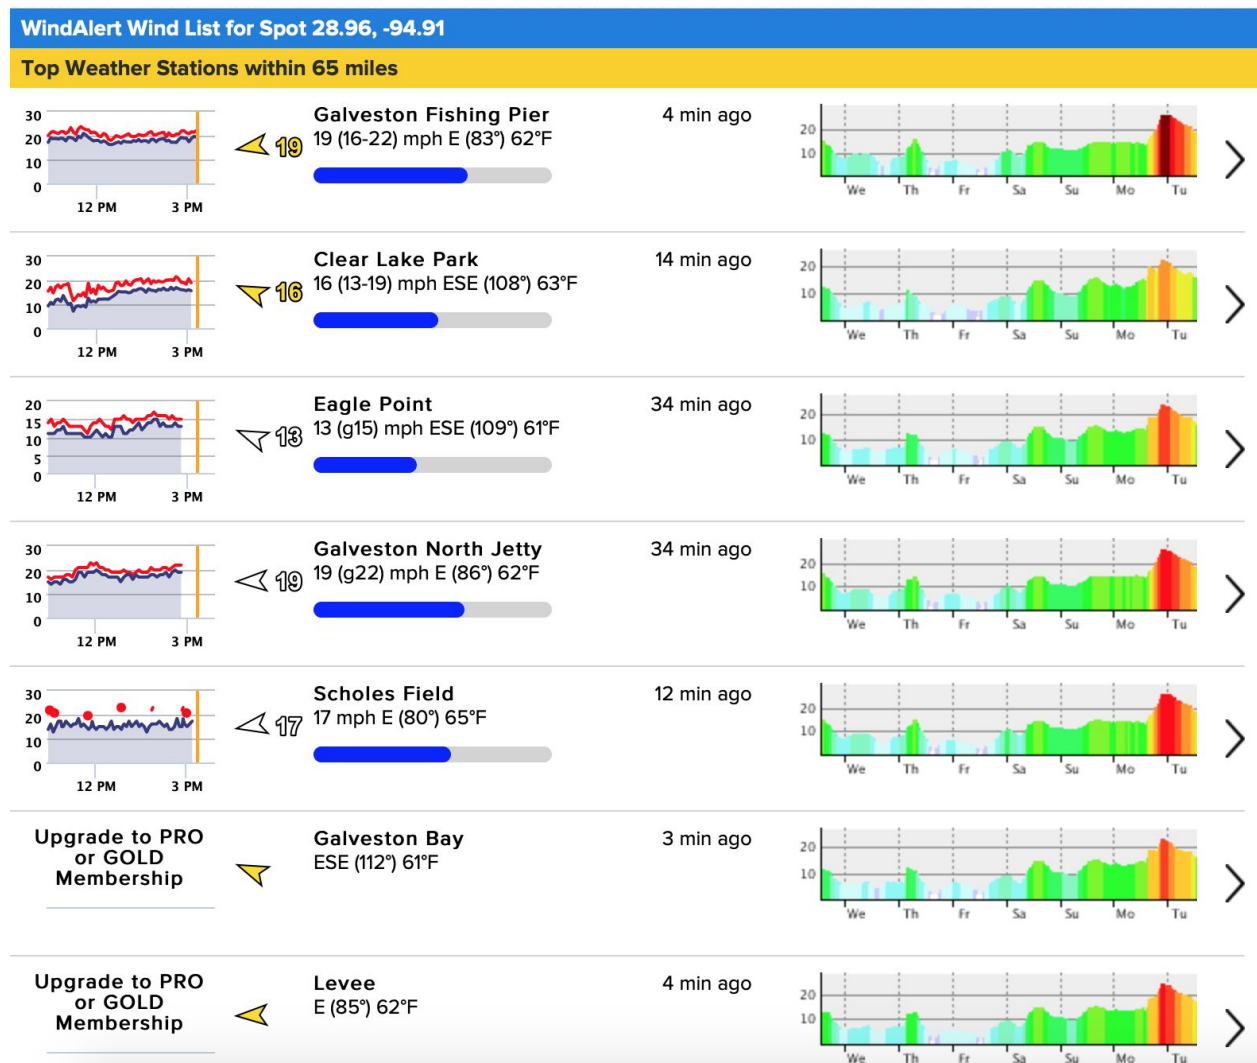 WindAlert Wind List for Spot 28.96, -94.91
Top Weather Stations within 65 miles
30
20
10
0
12 PM 3 PM
19
Galveston Fishing Pier
19 (16-22) mph E (83°) 62°F
4 min ago
20
10
We Th Fr Sa Su Mo Tu
30
20
10
0
12 PM 3 PM
16
Clear Lake Park
16 (13-19) mph ESE (108°) 63°F
14 min ago
20
10
We Th Fr Sa Su Mo Tu
20
15
10
5
0
12 PM 3 PM
13
Eagle Point
13 (g15) mph ESE (109°) 61°F
34 min ago
20
10
We Th Fr Sa Su Mo Tu
30
20
10
0
12 PM 3 PM
19
Galveston North Jetty
19 (g22) mph E (86°) 62°F
34 min ago
20
10
We Th Fr Sa Su Mo Tu
30
20
10
0
12 PM 3 PM
17
Scholes Field
17 mph E (80°) 65°F
12 min ago
20
10
We Th Fr Sa Su Mo Tu
Upgrade to PRO
or GOLD
Membership
Galveston Bay
ESE (112°) 61°F
3 min ago
20
10
We Th Fr Sa Su Mo Tu
Upgrade to PRO
or GOLD
Membership
Levee
E (85°) 62°F
4 min ago
20
10
We Th Fr Sa Su Mo Tu